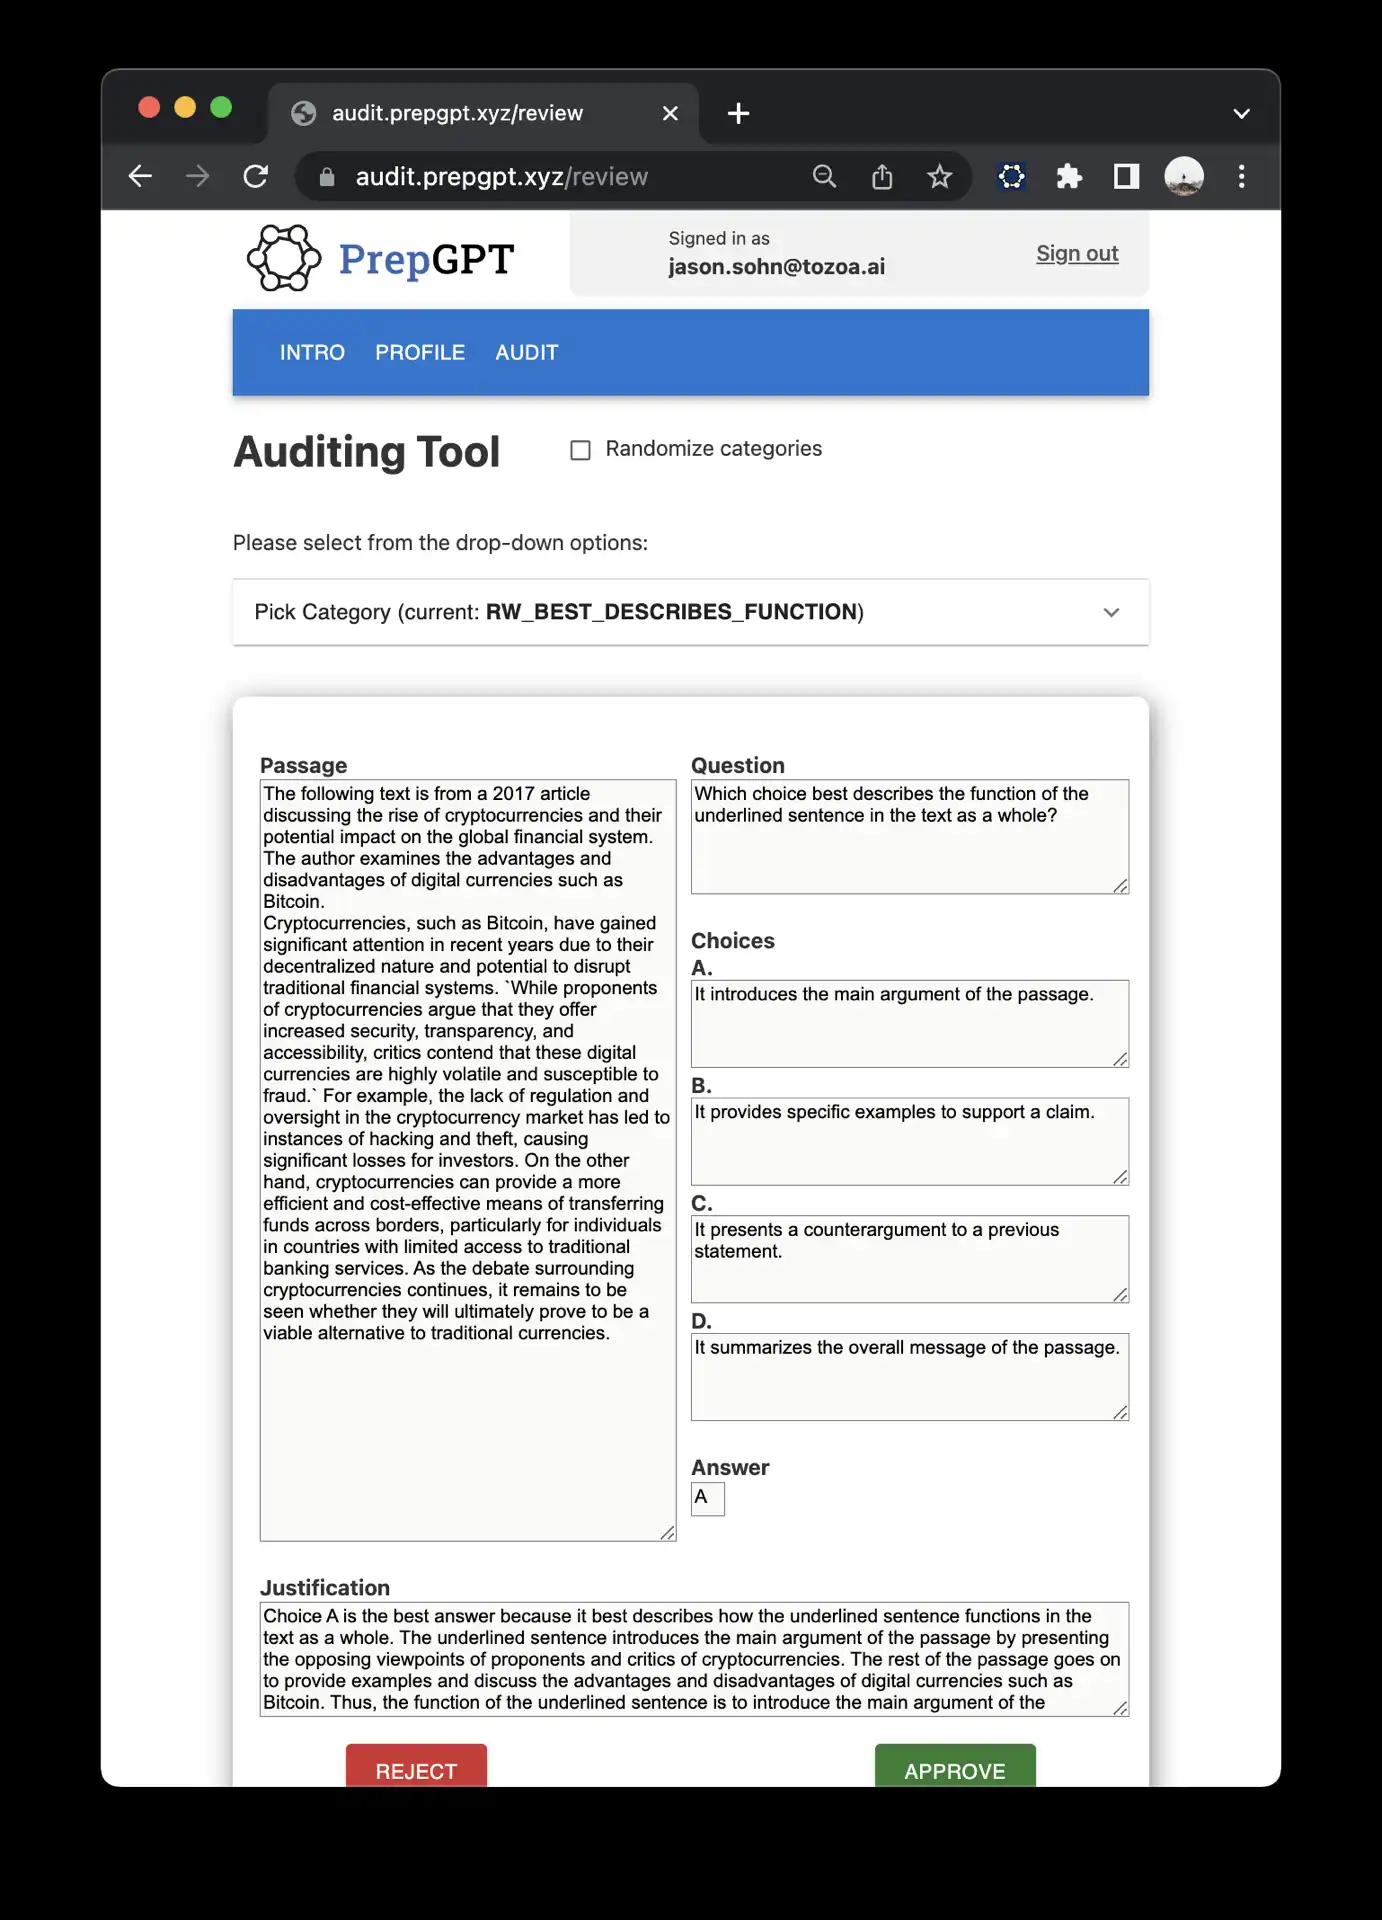 audit.prepgpt.xyz/review
audit.prepgpt.xyz/review
PrepGPT
Signed in as
jason.sohn@tozoa.ai
Sign out
INTRO PROFILE AUDIT
Auditing Tool
Randomize categories
Please select from the drop-down options:
Pick Category (current: RW_BEST_DESCRIBES_FUNCTION)
Passage
The following text is from a 2017 article
discussing the rise of cryptocurrencies and their
potential impact on the global financial system.
The author examines the advantages and
disadvantages of digital currencies such as
Bitcoin.
Cryptocurrencies, such as Bitcoin, have gained
significant attention in recent years due to their
decentralized nature and potential to disrupt
traditional financial systems. `While proponents
of cryptocurrencies argue that they offer
increased security, transparency, and
accessibility, critics contend that these digital
currencies are highly volatile and susceptible to
fraud.` For example, the lack of regulation and
oversight in the cryptocurrency market has led to
instances of hacking and theft, causing
significant losses for investors. On the other
hand, cryptocurrencies can provide a more
efficient and cost-effective means of transferring
funds across borders, particularly for individuals
in countries with limited access to traditional
banking services. As the debate surrounding
cryptocurrencies continues, it remains to be
seen whether they will ultimately prove to be a
viable alternative to traditional currencies.
Question
Which choice best describes the function of the
underlined sentence in the text as a whole?
Choices
A.
It introduces the main argument of the passage.
B.
It provides specific examples to support a claim.
C.
It presents a counterargument to a previous
statement.
D.
It summarizes the overall message of the passage.
Answer
A
Justification
Choice A is the best answer because it best describes how the underlined sentence functions in the
text as a whole. The underlined sentence introduces the main argument of the passage by presenting
the opposing viewpoints of proponents and critics of cryptocurrencies. The rest of the passage goes on
to provide examples and discuss the advantages and disadvantages of digital currencies such as
Bitcoin. Thus, the function of the underlined sentence is to introduce the main argument of the
REJECT
APPROVE